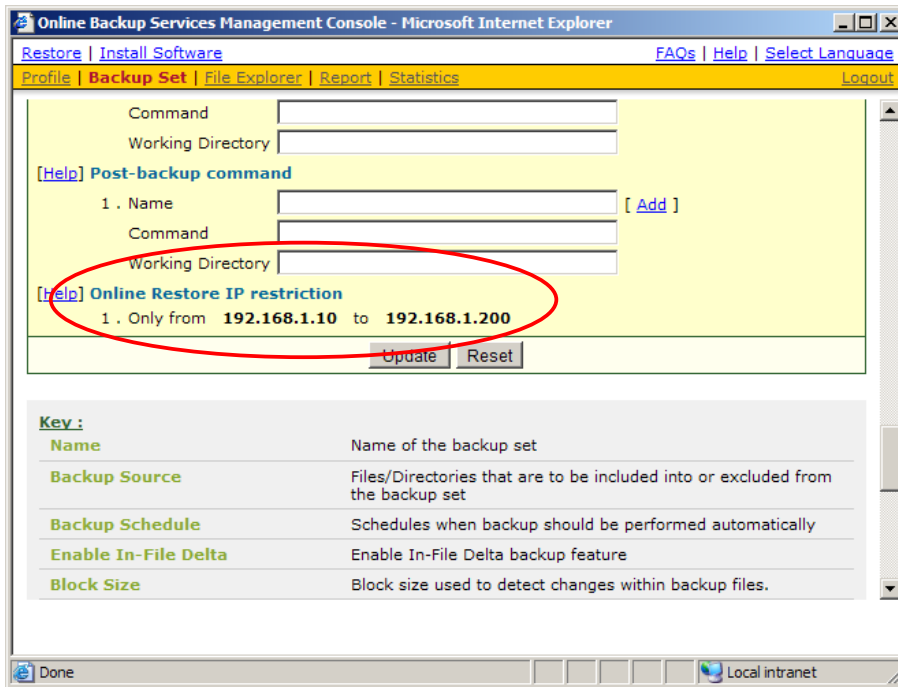 Online Backup Services Management Console - Microsoft Internet Explorer
Restore | Install Software FAQs | Help | Select Language
Profile | Backup Set | File Explorer | Report | Statistics Logout
Command
Working Directory
[Help] Post-backup command
1 . Name [ Add ]
Command
Working Directory
[Help] Online Restore IP restriction
1 . Only from 192.168.1.10 to 192.168.1.200
Update Reset
Key :
Name Name of the backup set
Backup Source Files/Directories that are to be included into or excluded from
the backup set
Backup Schedule Schedules when backup should be performed automatically
Enable In-File Delta Enable In-File Delta backup feature
Block Size Block size used to detect changes within backup files.
Done Local intranet